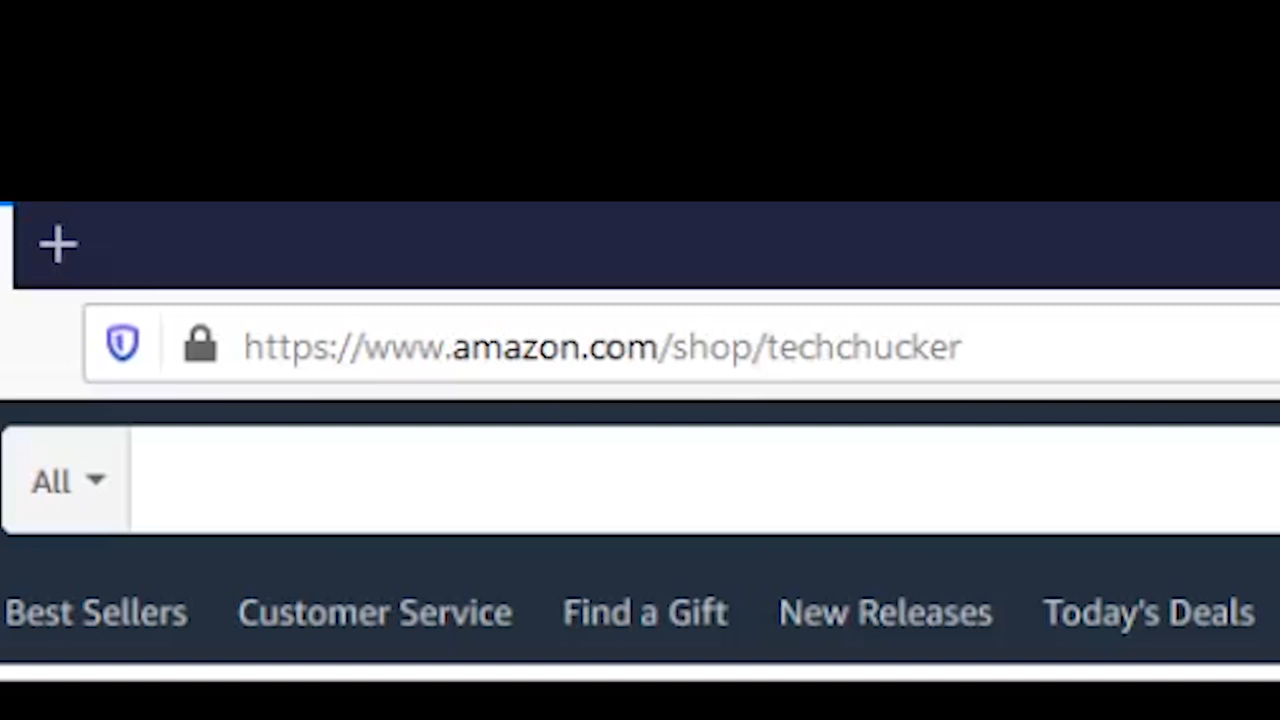 https://www.amazon.com/shop/techchucker
All
Best Sellers Customer Service Find a Gift New Releases Today's Deals